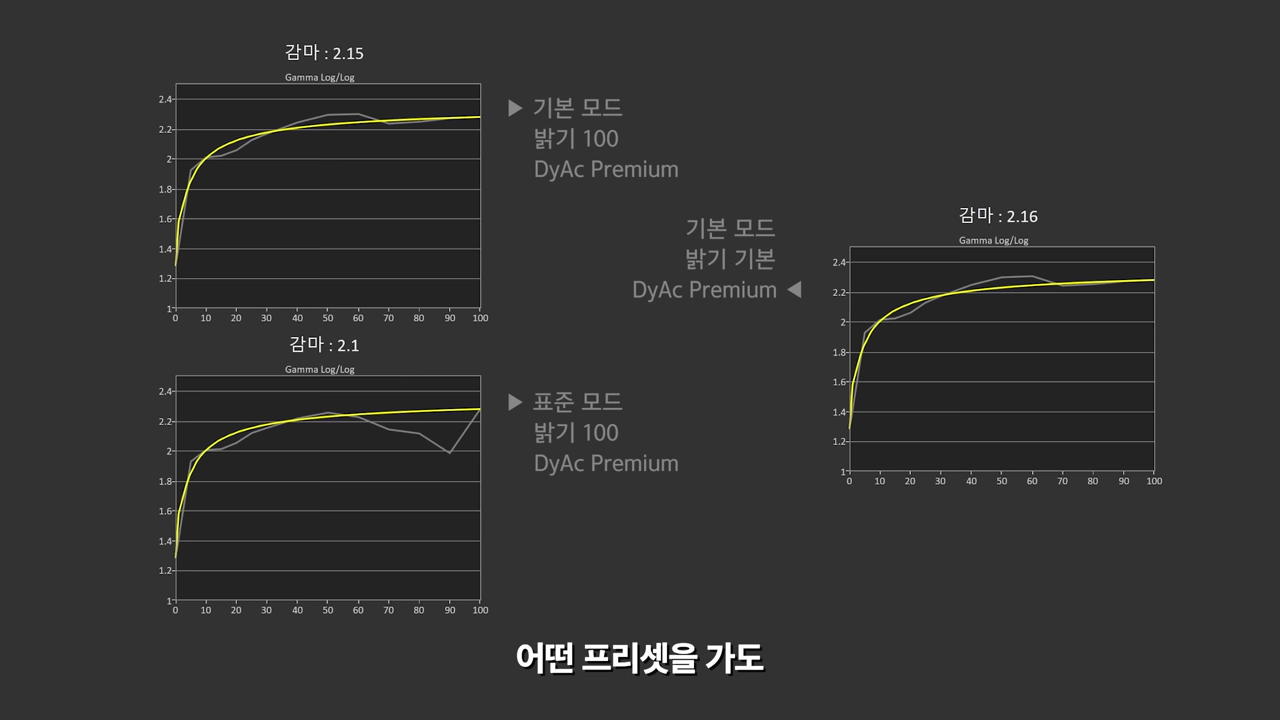 감마 : 2.15
Gamma Log/Log
2.4
2.2
2
1.8
1.6
1.4
1.2
1
0 10 20 30 40 50 60 70 80 90 100
▶ 기본 모드
밝기 100
DyAc Premium
기본 모드
밝기 기본
DyAc Premium ◀
감마 : 2.16
Gamma Log/Log
2.4
2.2
2
1.8
1.6
1.4
1.2
1
0 10 20 30 40 50 60 70 80 90 100
감마 : 2.1
Gamma Log/Log
2.4
2.2
2
1.8
1.6
1.4
1.2
1
0 10 20 30 40 50 60 70 80 90 100
▶ 표준 모드
밝기 100
DyAc Premium
어떤 프리셋을 가도